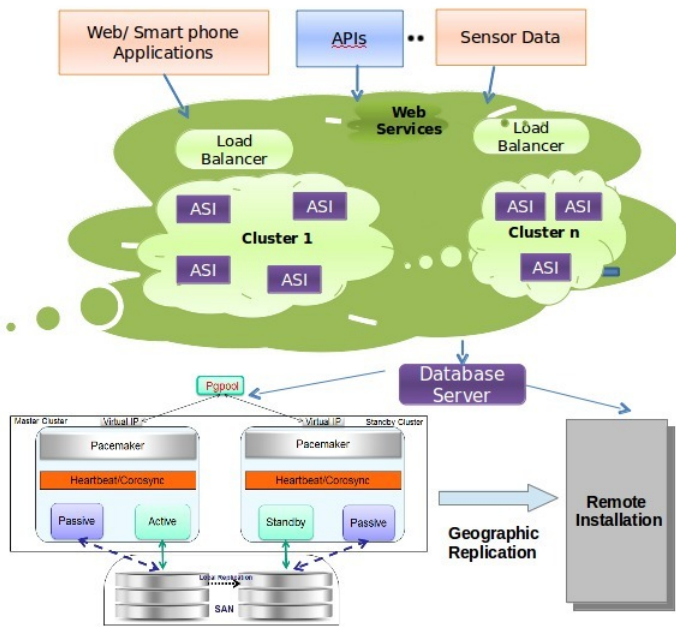 Web/ Smart phone
Applications
APIs
Sensor Data
Web
Services
Load
Balancer
Load
Balancer
ASI
ASI
ASI
ASI
Cluster 1
ASI
ASI
Cluster n
ASI
Database
Server
Pgpool
Master Cluster
Virtual IP
Virtual IP
Standby Cluster
Pacemaker
Pacemaker
Heartbeat/Corosync
Heartbeat/Corosync
Passive
Active
Standby
Passive
Local Replication
SAN
Geographic
Replication
Remote
Installation